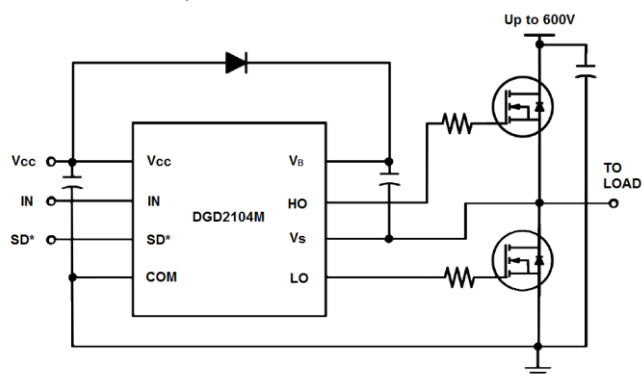 Up to 600V
Vcc
IN
SD*
Vcc
IN
SD*
COM
DGD2104M
VB
HO
Vs
LO
TO
LOAD